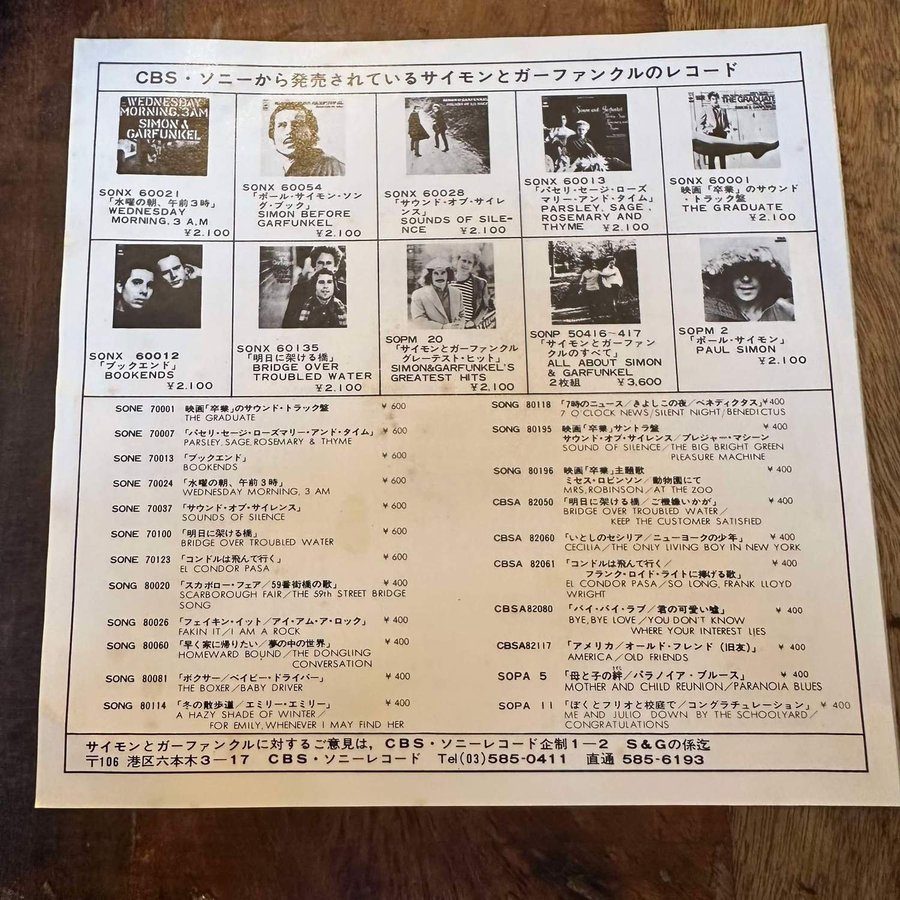 CBS・ソニーから発売されているサイモンとガーファンクルのレコード
WEDNESDAY
MORNING, 3AM
SIMON
& GARFUNKEL
THE GRADUATE
SONX 60021
「水曜の朝、午前3時」
WEDNESDAY
MORNING, 3 A.M
¥2.100
SONX 60054
「ポール・サイモン・ソン
グ・ブック」
SIMON BEFORE
GARFUNKEL
¥2.100
SONX 60028
「サウンド・オブ・サイレ
ンス」
SOUNDS OF SILE-
NCE ¥2.100
SONX 60013
「パセリ・セージ・ローズ
マリー・アンド・タイム」
PARSLEY, SAGE,
ROSEMARY AND
THYME ¥2.100
SONX 60001
映画「卒業」のサウンド
・トラック盤
THE GRADUATE
¥2.100
SONX 60012
「ブックエンド」
BOOKENDS
¥2.100
SONX 60135
「明日に架ける橋」
BRIDGE OVER
TROUBLED WATER
¥2.100
SOPM 20
「サイモンとガーファンクル
グレーテスト・ヒット」
SIMON&GARFUNKEL'S
GREATEST HITS
¥2.100
SONP 50416～417
「サイモンとガーファン
クルのすべて」
ALL ABOUT SIMON
& GARFUNKEL
2枚組 ¥3,600
SOPM 2
「ポール・サイモン」
PAUL SIMON
¥2.100
SONE 70001 映画「卒業」のサウンド・トラック盤 ¥ 600
THE GRADUATE
SONE 70007 「パセリ・セージ・ローズマリー・アンド・タイム」 ¥ 600
PARSLEY, SAGE, ROSEMARY & THYME
SONE 70013 「ブックエンド」 ¥ 600
BOOKENDS
SONE 70024 「水曜の朝、午前3時」 ¥ 600
WEDNESDAY MORNING, 3 AM
SONE 70037 「サウンド・オブ・サイレンス」 ¥ 600
SOUNDS OF SILENCE
SONE 70100 「明日に架ける橋」 ¥ 600
BRIDGE OVER TROUBLED WATER
SONE 70123 「コンドルは飛んで行く」 ¥ 600
EL CONDOR PASA
SONG 80020 「スカボロー・フェア／59番街橋の歌」 ¥ 400
SCARBOROUGH FAIR/THE 59th STREET BRIDGE
SONG
SONG 80026 「フェイキン・イット／アイ・アム・ア・ロック」 ¥ 400
FAKIN IT/I AM A ROCK
SONG 80060 「早く家に帰りたい／夢の中の世界」 ¥ 400
HOMEWARD BOUND/THE DONGLING
CONVERSATION
SONG 80081 「ボクサー／ベイビー・ドライバー」 ¥ 400
THE BOXER/BABY DRIVER
SONG 80114 「冬の散歩道／エミリー・エミリー」 ¥ 400
A HAZY SHADE OF WINTER/
FOR EMILY, WHENEVER I MAY FIND HER
SONG 80118 「7時のニュース／きよしこの夜／ベネディクタス」 ¥ 400
7 O'CLOCK NEWS/SILENT NIGHT/BENEDICTUS
SONG 80195 映画「卒業」サントラ盤 ¥ 400
サウンド・オブ・サイレンス／プレジャー・マシーン
SOUND OF SILENCE/THE BIG BRIGHT GREEN
PLEASURE MACHINE
SONG 80196 映画「卒業」主題歌 ¥ 400
ミセス・ロビンソン／動物園にて
MRS, ROBINSON/AT THE ZOO
CBSA 82050 「明日に架ける橋／ご機嫌いかが」 ¥ 400
BRIDGE OVER TROUBLED WATER/
KEEP THE CUSTOMER SATISFIED
CBSA 82060 「いとしのセシリア／ニューヨークの少年」 ¥ 400
CECILIA/THE ONLY LIVING BOY IN NEW YORK
CBSA 82061 「コンドルは飛んで行く／ ¥ 400
フランク・ロイド・ライトに捧げる歌」
EL CONDOR PASA/SO LONG, FRANK LLOYD
WRIGHT
CBSA82080 「バイ・バイ・ラブ／君の可愛い嘘」 ¥ 400
BYE, BYE LOVE/YOU DON'T KNOW
WHERE YOUR INTEREST LIES
CBSA82117 「アメリカ／オールド・フレンド（旧友）」 ¥ 400
AMERICA/OLD FRIENDS
SOPA 5 「母と子の絆／パラノイア・ブルース」 ¥ 400
MOTHER AND CHILD REUNION/PARANOIA BLUES
SOPA 11 「ぼくとフリオと校庭で／コングラチュレーション」 ¥ 400
ME AND JULIO DOWN BY THE SCHOOLYARD/
CONGRATULATIONS
サイモンとガーファンクルに対するご意見は，CBS・ソニーレコード企制1－2 S&Gの係迄
〒106 港区六本木3－17 CBS・ソニーレコード Tel(03)585-0411 直通 585-6193